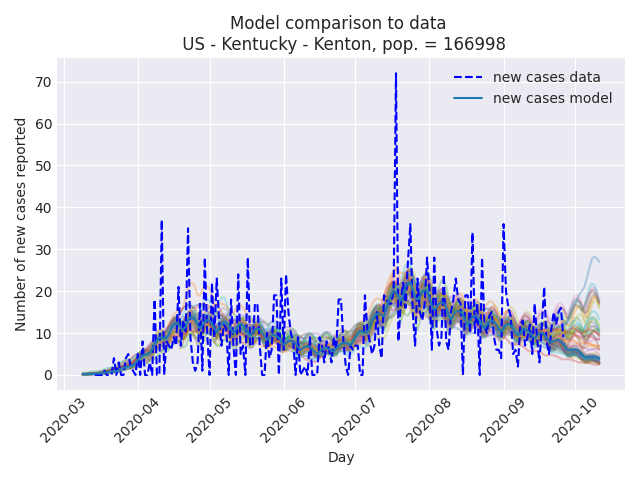 Model comparison to data
US - Kentucky - Kenton, pop. = 166998
new cases data
new cases model
Number of new cases reported
70
60
50
40
30
20
10
0
2020-03
2020-04
2020-05
2020-06
2020-07
2020-08
2020-09
2020-10
Day